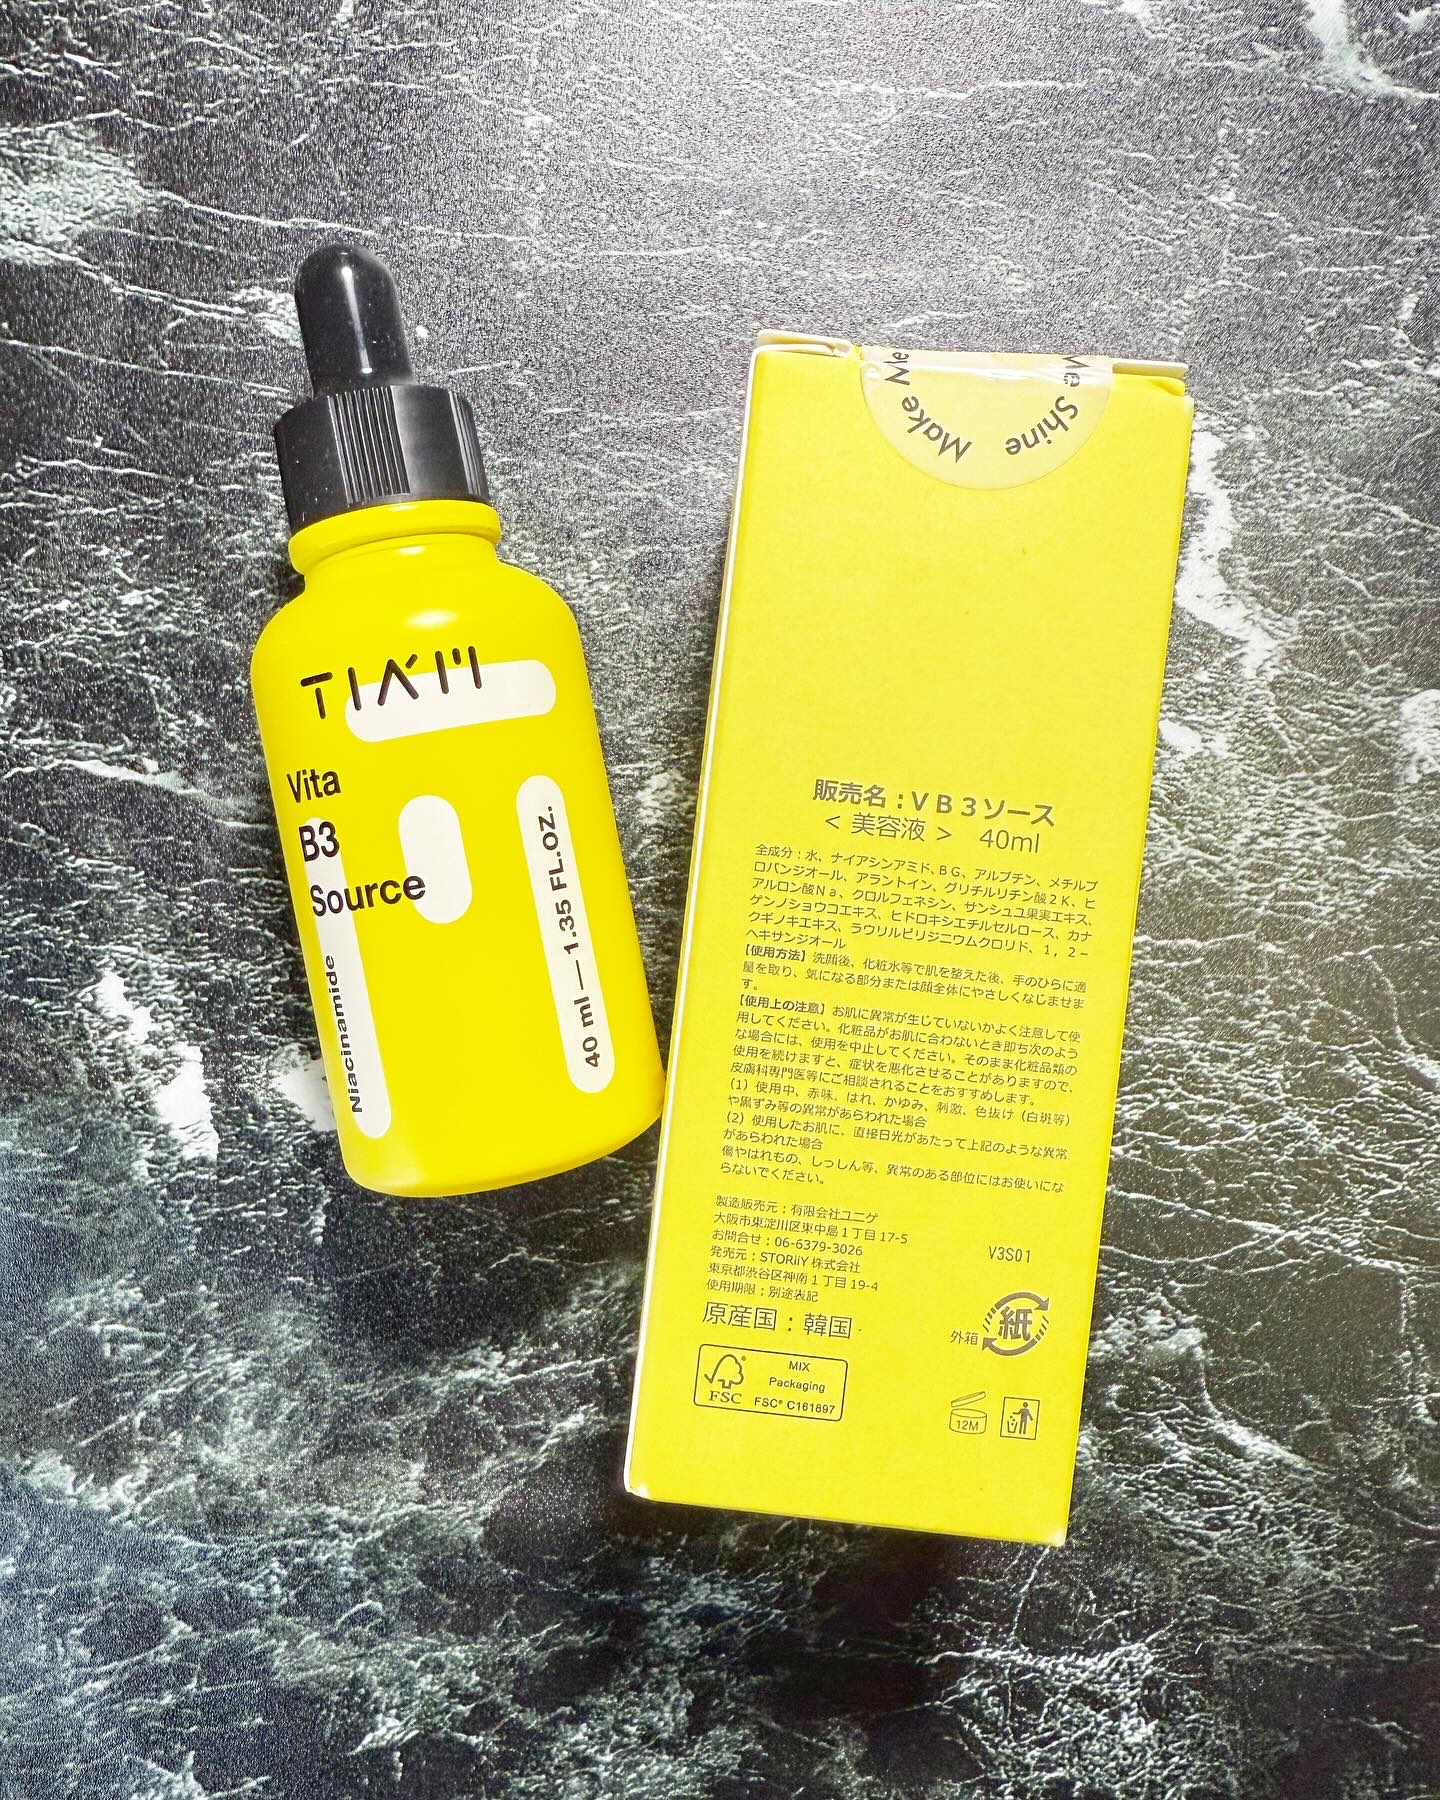 TIA'M
Vita
B3
Source
Niacinamide
40 ml — 1.35 FL.OZ.
Make Me
Me Shine
販売名：ＶＢ３ソース
＜ 美容液 ＞ 40ml
全成分：水、ナイアシンアミド、ＢＧ、アルブチン、メチルプ
ロパンジオール、アラントイン、グリチルリチン酸２Ｋ、ヒ
アルロン酸Ｎａ、クロルフェネシン、サンシュユ果実エキス、
ゲンノショウコエキス、ヒドロキシエチルセルロース、カナ
クギノキエキス、ラウリルピリジニウムクロリド、１，２－
ヘキサンジオール
【使用方法】洗顔後、化粧水等で肌を整えた後、手のひらに適
量を取り、気になる部分または顔全体にやさしくなじませま
す。
【使用上の注意】お肌に異常が生じていないかよく注意して使
用してください。化粧品がお肌に合わないとき即ち次のよう
な場合には、使用を中止してください。そのまま化粧品類の
使用を続けますと、症状を悪化させることがありますので、
皮膚科専門医等にご相談されることをおすすめします。
（1）使用中、赤味、はれ、かゆみ、刺激、色抜け（白斑等）
や黒ずみ等の異常があらわれた場合
（2）使用したお肌に、直接日光があたって上記のような異常
があらわれた場合
傷やはれもの、しっしん等、異常のある部位にはお使いにな
らないでください。
製造販売元：有限会社ユニゲ
大阪市東淀川区東中島１丁目 17-5
お問合せ：06-6379-3026
発売元：STORiiY 株式会社
東京都渋谷区神南１丁目 19-4
使用期限：別途表記
V3S01
原産国：韓国
外箱 紙
FSC
MIX
Packaging
FSC® C161897
12M